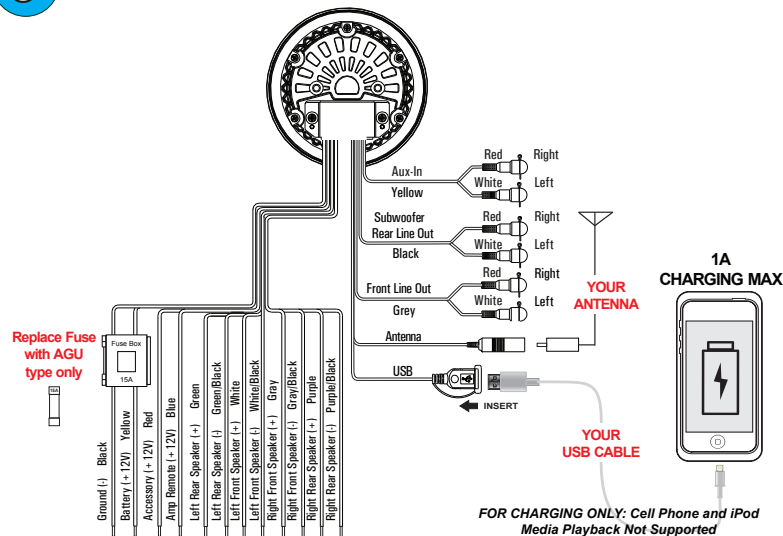 Aux-In
Yellow
Red
Right
White
Left
Subwoofer
Rear Line Out
Black
Red
Right
White
Left
Front Line Out
Grey
Red
Right
White
Left
YOUR
ANTENNA
Antenna
USB
INSERT
YOUR
USB CABLE
1A
CHARGING MAX
Replace Fuse
with AGU
type only
Fuse Box
15A
Ground (-) Black
Battery (+ 12V) Yellow
Accessory (+ 12V) Red
Amp Remote (+ 12V) Blue
Left Rear Speaker (+) Green
Left Rear Speaker (-) Green/Black
Left Front Speaker (+) White
Left Front Speaker (-) White/Black
Right Front Speaker (+) Gray
Right Front Speaker (-) Gray/Black
Right Rear Speaker (+) Purple
Right Rear Speaker (-) Purple/Black
FOR CHARGING ONLY: Cell Phone and iPod
Media Playback Not Supported